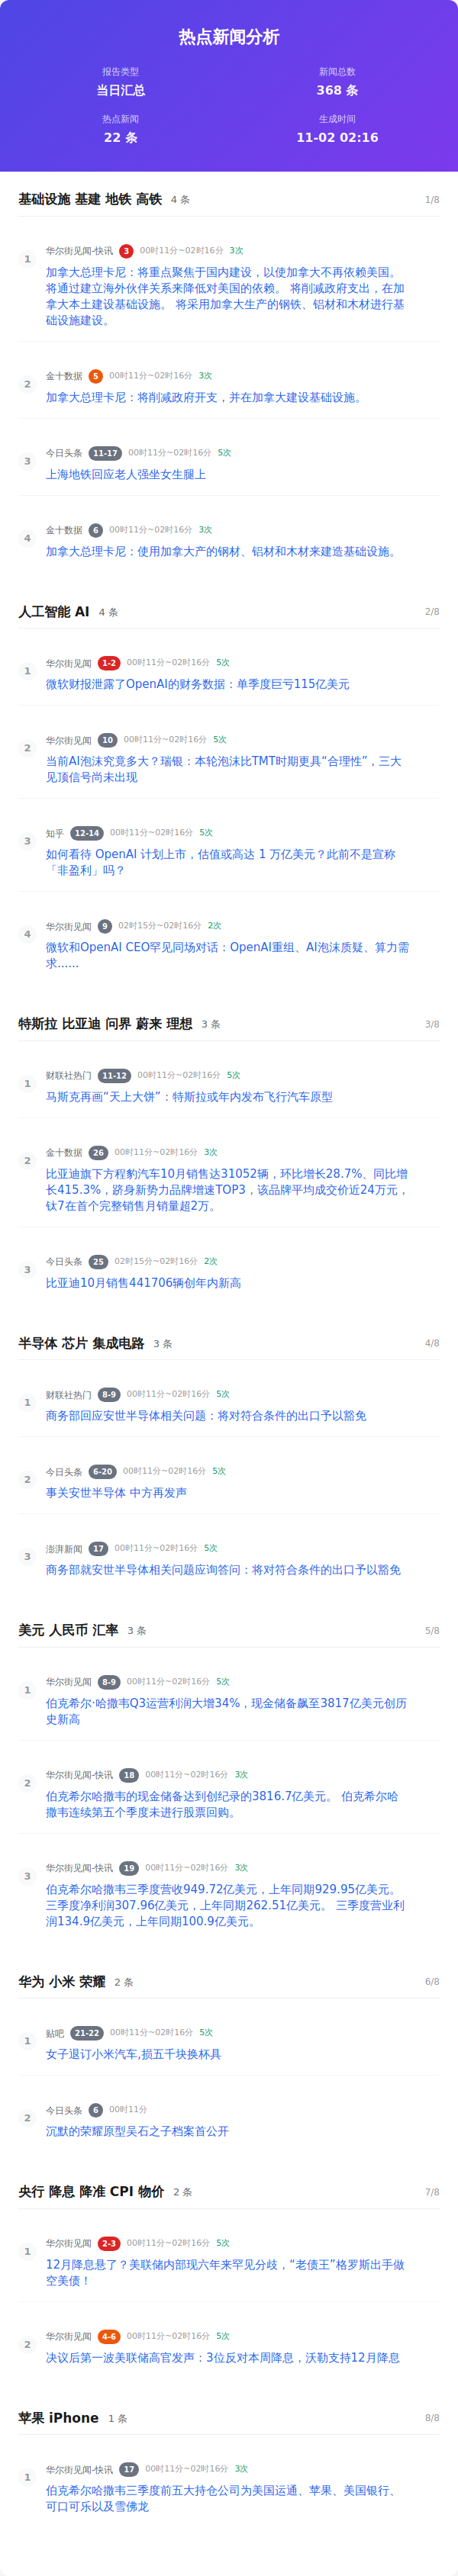 热点新闻分析
报告类型
当日汇总
新闻总数
368 条
热点新闻
22 条
生成时间
11-02 02:16
基础设施 基建 地铁 高铁 4 条 1/8
1
华尔街见闻-快讯 3 00时11分~02时16分 3次
加拿大总理卡尼：将重点聚焦于国内建设，以使加拿大不再依赖美国。
将通过建立海外伙伴关系来降低对美国的依赖。 将削减政府支出，在加
拿大本土建设基础设施。 将采用加拿大生产的钢铁、铝材和木材进行基
础设施建设。
2
金十数据 5 00时11分~02时16分 3次
加拿大总理卡尼：将削减政府开支，并在加拿大建设基础设施。
3
今日头条 11-17 00时11分~02时16分 5次
上海地铁回应老人强坐女生腿上
4
金十数据 6 00时11分~02时16分 3次
加拿大总理卡尼：使用加拿大产的钢材、铝材和木材来建造基础设施。
人工智能 AI 4 条 2/8
1
华尔街见闻 1-2 00时11分~02时16分 5次
微软财报泄露了OpenAI的财务数据：单季度巨亏115亿美元
2
华尔街见闻 10 00时11分~02时16分 5次
当前AI泡沫究竟多大？瑞银：本轮泡沫比TMT时期更具“合理性”，三大
见顶信号尚未出现
3
知乎 12-14 00时11分~02时16分 5次
如何看待 OpenAI 计划上市，估值或高达 1 万亿美元？此前不是宣称
「非盈利」吗？
4
华尔街见闻 9 02时15分~02时16分 2次
微软和OpenAI CEO罕见同场对话：OpenAI重组、AI泡沫质疑、算力需
求......
特斯拉 比亚迪 问界 蔚来 理想 3 条 3/8
1
财联社热门 11-12 00时11分~02时16分 5次
马斯克再画“天上大饼”：特斯拉或年内发布飞行汽车原型
2
金十数据 26 00时11分~02时16分 3次
比亚迪旗下方程豹汽车10月销售达31052辆，环比增长28.7%、同比增
长415.3%，跻身新势力品牌增速TOP3，该品牌平均成交价近24万元，
钛7在首个完整销售月销量超2万。
3
今日头条 25 02时15分~02时16分 2次
比亚迪10月销售441706辆创年内新高
半导体 芯片 集成电路 3 条 4/8
1
财联社热门 8-9 00时11分~02时16分 5次
商务部回应安世半导体相关问题：将对符合条件的出口予以豁免
2
今日头条 6-20 00时11分~02时16分 5次
事关安世半导体 中方再发声
3
澎湃新闻 17 00时11分~02时16分 5次
商务部就安世半导体相关问题应询答问：将对符合条件的出口予以豁免
美元 人民币 汇率 3 条 5/8
1
华尔街见闻 8-9 00时11分~02时16分 5次
伯克希尔·哈撒韦Q3运营利润大增34%，现金储备飙至3817亿美元创历
史新高
2
华尔街见闻-快讯 18 00时11分~02时16分 3次
伯克希尔哈撒韦的现金储备达到创纪录的3816.7亿美元。 伯克希尔哈
撒韦连续第五个季度未进行股票回购。
3
华尔街见闻-快讯 19 00时11分~02时16分 3次
伯克希尔哈撒韦三季度营收949.72亿美元，上年同期929.95亿美元。
三季度净利润307.96亿美元，上年同期262.51亿美元。 三季度营业利
润134.9亿美元，上年同期100.9亿美元。
华为 小米 荣耀 2 条 6/8
1
贴吧 21-22 00时11分~02时16分 5次
女子退订小米汽车,损五千块换杯具
2
今日头条 6 00时11分
沉默的荣耀原型吴石之子档案首公开
央行 降息 降准 CPI 物价 2 条 7/8
1
华尔街见闻 2-3 00时11分~02时16分 5次
12月降息悬了？美联储内部现六年来罕见分歧，“老债王”格罗斯出手做
空美债！
2
华尔街见闻 4-6 00时11分~02时16分 5次
决议后第一波美联储高官发声：3位反对本周降息，沃勒支持12月降息
苹果 iPhone 1 条 8/8
1
华尔街见闻-快讯 17 00时11分~02时16分 3次
伯克希尔哈撒韦三季度前五大持仓公司为美国运通、苹果、美国银行、
可口可乐以及雪佛龙